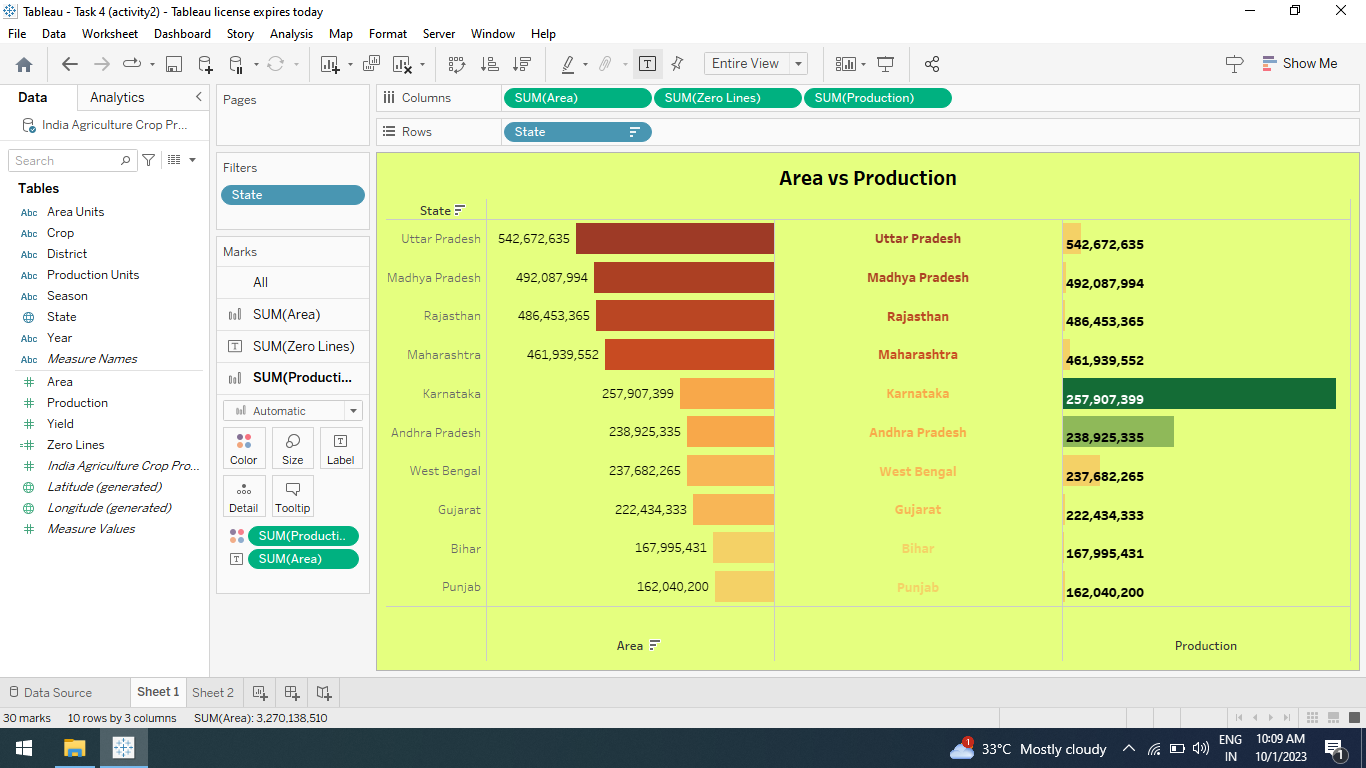 Tableau - Task 4 (activity2) - Tableau license expires today
File Data Worksheet Dashboard Story Analysis Map Format Server Window Help
Entire View
Show Me
Data Analytics
India Agriculture Crop Pr...
Search
Tables
Abc Area Units
Abc Crop
Abc District
Abc Production Units
Abc Season
State
Abc Year
Abc Measure Names
Area
Production
Yield
Zero Lines
India Agriculture Crop Pro...
Latitude (generated)
Longitude (generated)
Measure Values
Pages
Filters
State
Marks
All
SUM(Area)
SUM(Zero Lines)
SUM(Producti...
Automatic
Color Size Label
Detail Tooltip
SUM(Producti..
SUM(Area)
Columns SUM(Area) SUM(Zero Lines) SUM(Production)
Rows State
Area vs Production
State
Uttar Pradesh 542,672,635 Uttar Pradesh 542,672,635
Madhya Pradesh 492,087,994 Madhya Pradesh 492,087,994
Rajasthan 486,453,365 Rajasthan 486,453,365
Maharashtra 461,939,552 Maharashtra 461,939,552
Karnataka 257,907,399 Karnataka 257,907,399
Andhra Pradesh 238,925,335 Andhra Pradesh 238,925,335
West Bengal 237,682,265 West Bengal 237,682,265
Gujarat 222,434,333 Gujarat 222,434,333
Bihar 167,995,431 Bihar 167,995,431
Punjab 162,040,200 Punjab 162,040,200
Area Production
Data Source Sheet 1 Sheet 2
30 marks 10 rows by 3 columns SUM(Area): 3,270,138,510
1 33°C Mostly cloudy ENG IN 10:09 AM 10/1/2023 1